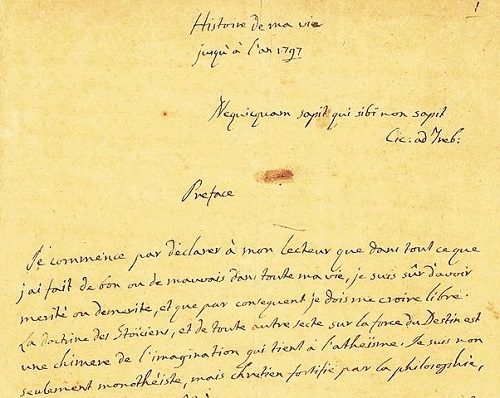 1
Histoire de ma vie
jusqu'à l'an 1797
Nequicquam sapit qui sibi non sapit
Cic: ad Treb:
Preface
Je commence par déclarer à mon lecteur que dans tout ce que
j'ai fait de bon ou de mauvais dans toute ma vie, je suis sûr d'avoir
merité ou demerité, et que par consequent je dois me croire libre.
La doctrine des Stoïciens, et de toute autre secte sur la force du Destin est
une chimere de l'imagination qui tient à l'atheïsme. Je suis non
seulement monothéiste, mais chretien fortifié par la philosophie,